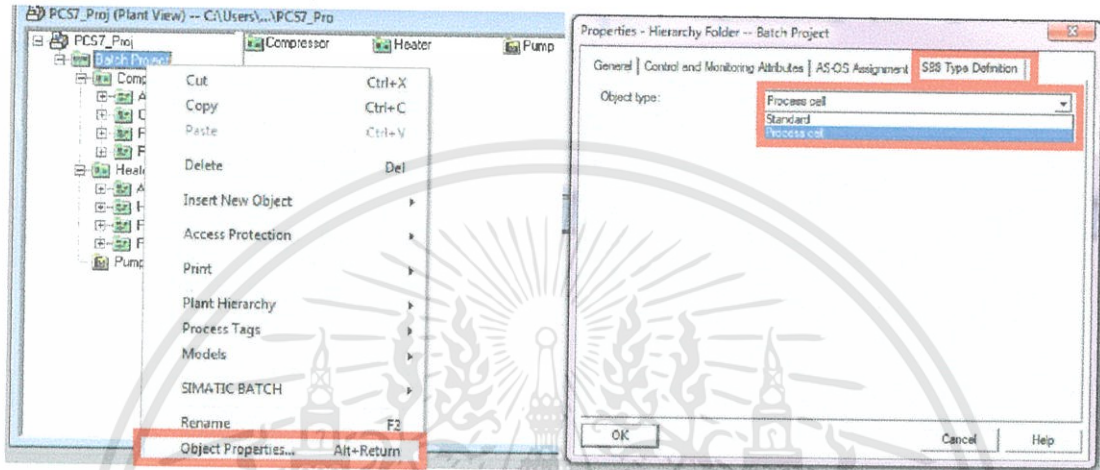 PCS7_Proj (Plant View) -- C:\Users\...\PCS7_Pro
PCS7_Proj
Batch Project
Comp
A
C
F
F
Heate
A
H
F
F
Pump
Compressor
Heater
Pump
Cut Ctrl+X
Copy Ctrl+C
Paste Ctrl+V
Delete Del
Insert New Object
Access Protection
Print
Plant Hierarchy
Process Tags
Models
SIMATIC BATCH
Rename F2
Object Properties... Alt+Return
Properties - Hierarchy Folder -- Batch Project
General
Control and Monitoring Attributes
AS-OS Assignment
S88 Type Definition
Object type:
Process cell
Standard
Process cell
OK
Cancel
Help